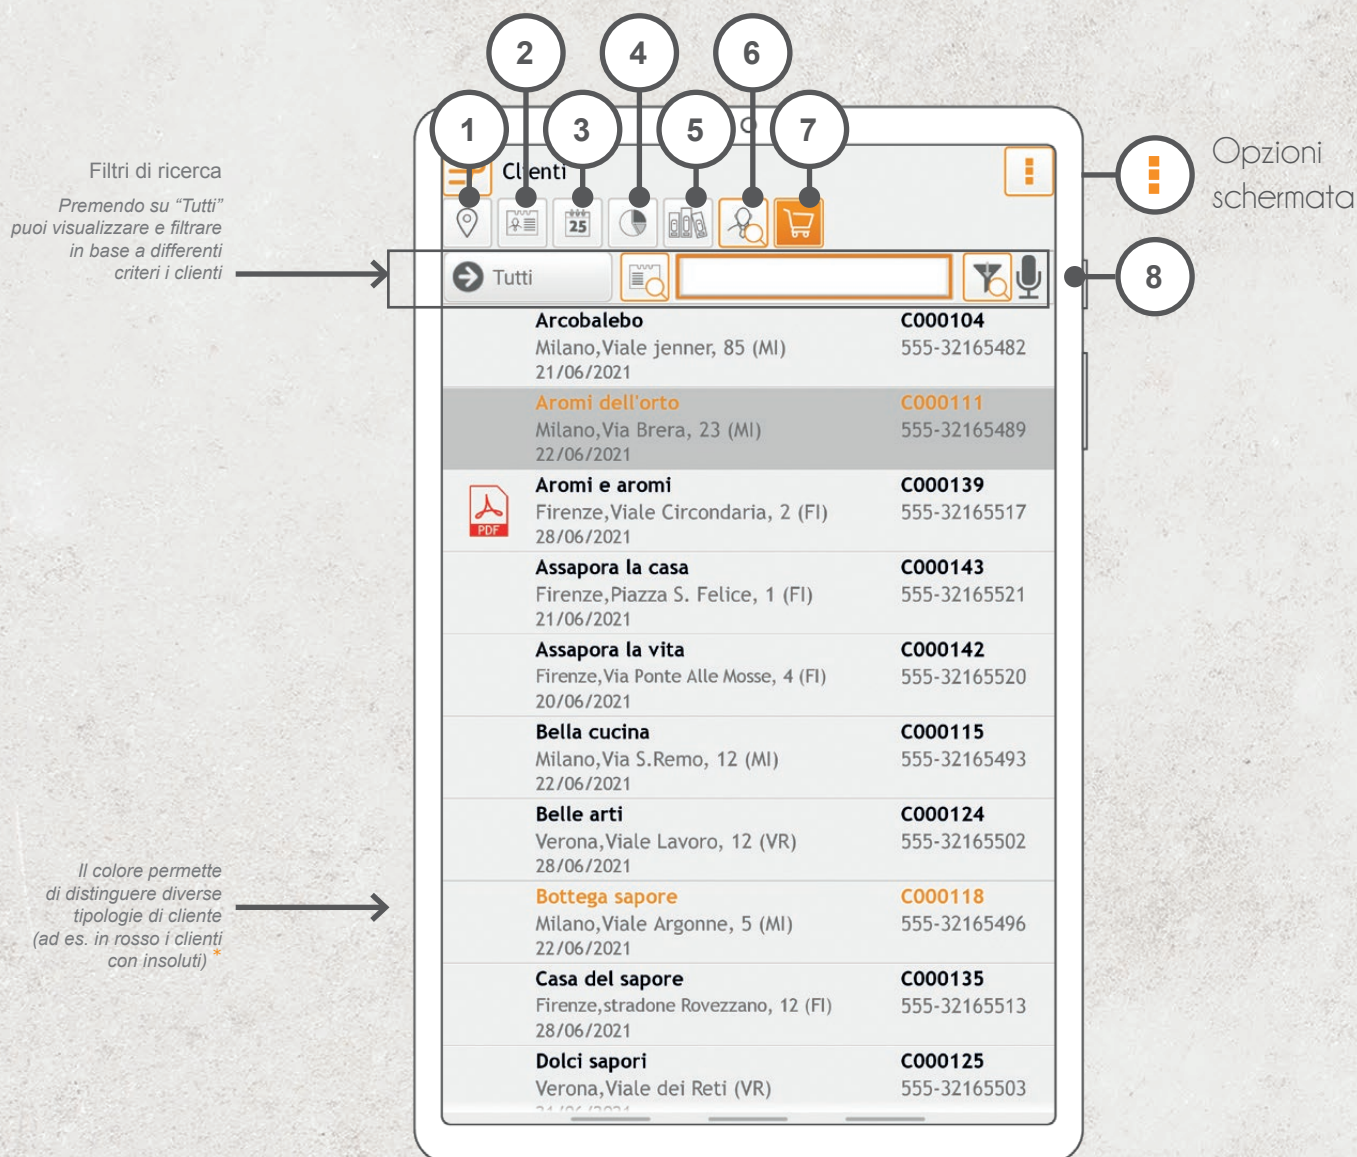 2
4
6
1
3
5
7
Clienti
Opzioni
schermata
Filtri di ricerca
Premendo su “Tutti”
puoi visualizzare e filtrare
in base a differenti
criteri i clienti
25
Tutti
8
Arcobalebo C000104
Milano,Viale jenner, 85 (MI) 555-32165482
21/06/2021
Aromi dell'orto C000111
Milano,Via Brera, 23 (MI) 555-32165489
22/06/2021
Aromi e aromi C000139
PDF
Firenze,Viale Circondaria, 2 (FI) 555-32165517
28/06/2021
Assapora la casa C000143
Firenze,Piazza S. Felice, 1 (FI) 555-32165521
21/06/2021
Assapora la vita C000142
Firenze,Via Ponte Alle Mosse, 4 (FI) 555-32165520
20/06/2021
Bella cucina C000115
Milano,Via S.Remo, 12 (MI) 555-32165493
22/06/2021
Belle arti C000124
Verona,Viale Lavoro, 12 (VR) 555-32165502
28/06/2021
Il colore permette
di distinguere diverse
tipologie di cliente
(ad es. in rosso i clienti
con insoluti) *
Bottega sapore C000118
Milano,Viale Argonne, 5 (MI) 555-32165496
22/06/2021
Casa del sapore C000135
Firenze,stradone Rovezzano, 12 (FI) 555-32165513
28/06/2021
Dolci sapori C000125
Verona,Viale dei Reti (VR) 555-32165503